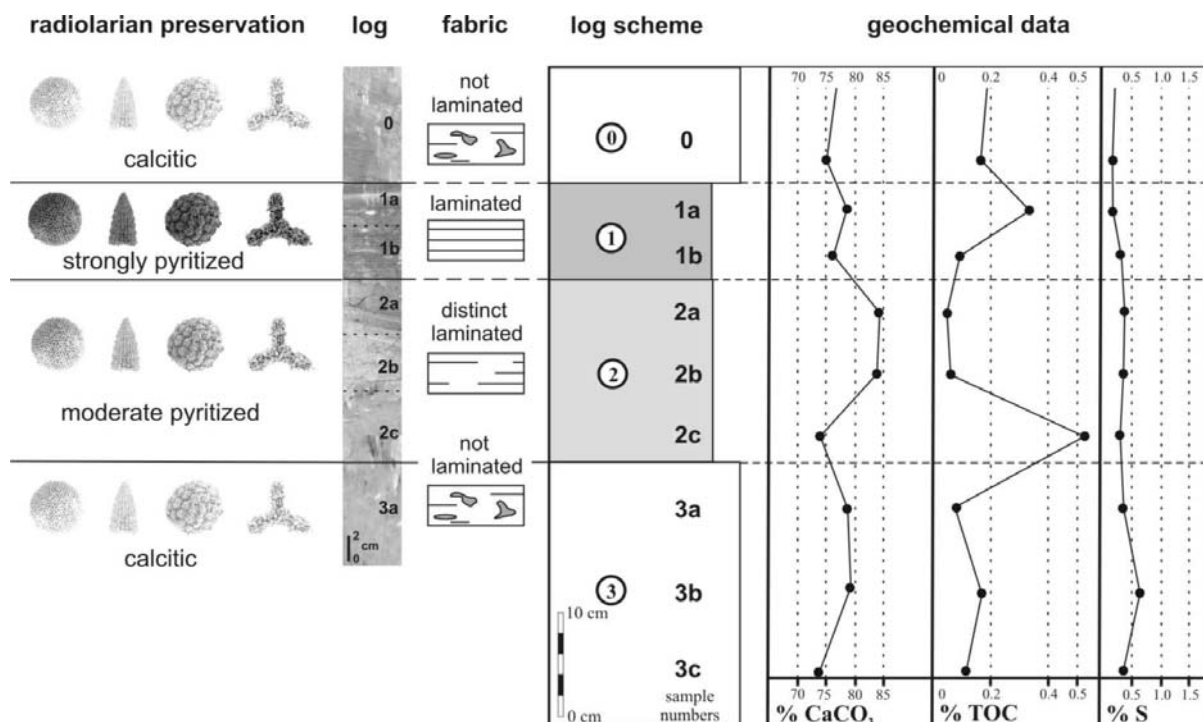 radiolarian preservation log fabric log scheme geochemical data
70 75 80 85 0 0.2 0.4 0.5 0.5 1.0 1.5
not
laminated
0
0 0
calcitic
1a
laminated
1a
1
1b
1b
strongly pyritized
2a
distinct
laminated
2a
2b
2 2b
moderate pyritized
2c
not
laminated
2c
3a
3a
calcitic
2
cm
0
3 3b
10 cm
3c
sample
numbers
0 cm
70 75 80 85 0 0.2 0.4 0.5 0.5 1.0 1.5
% CaCO₃ % TOC % S